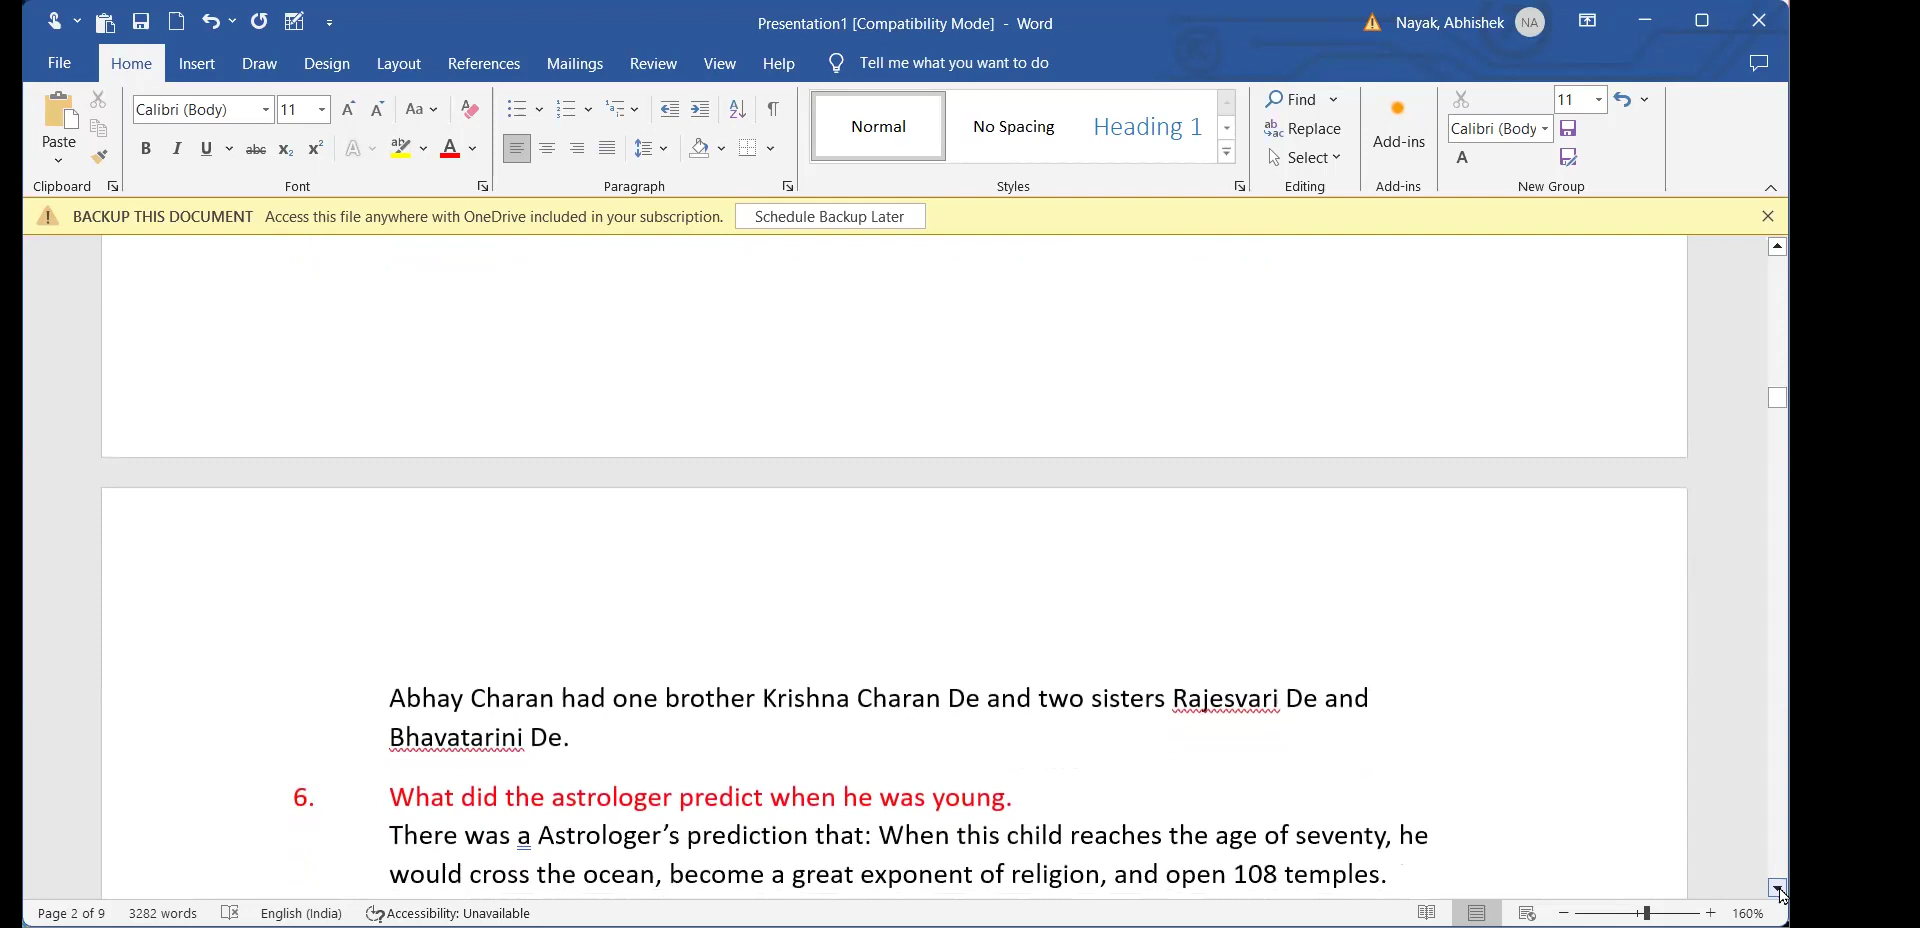 Presentation1 [Compatibility Mode] - Word
Nayak, Abhishek NA
File Home Insert Draw Design Layout References Mailings Review View Help Tell me what you want to do
Calibri (Body) 11 Aa
Paste
B I U abc x₂ x² A ab A
Normal No Spacing Heading 1
Find
Replace
Select
Add-ins
11
Calibri (Body
A
Clipboard Font Paragraph Styles Editing Add-ins New Group
BACKUP THIS DOCUMENT Access this file anywhere with OneDrive included in your subscription. Schedule Backup Later
Abhay Charan had one brother Krishna Charan De and two sisters Rajesvari De and
Bhavatarini De.
6. What did the astrologer predict when he was young.
There was a Astrologer’s prediction that: When this child reaches the age of seventy, he
would cross the ocean, become a great exponent of religion, and open 108 temples.
Page 2 of 9 3282 words English (India) Accessibility: Unavailable 160%